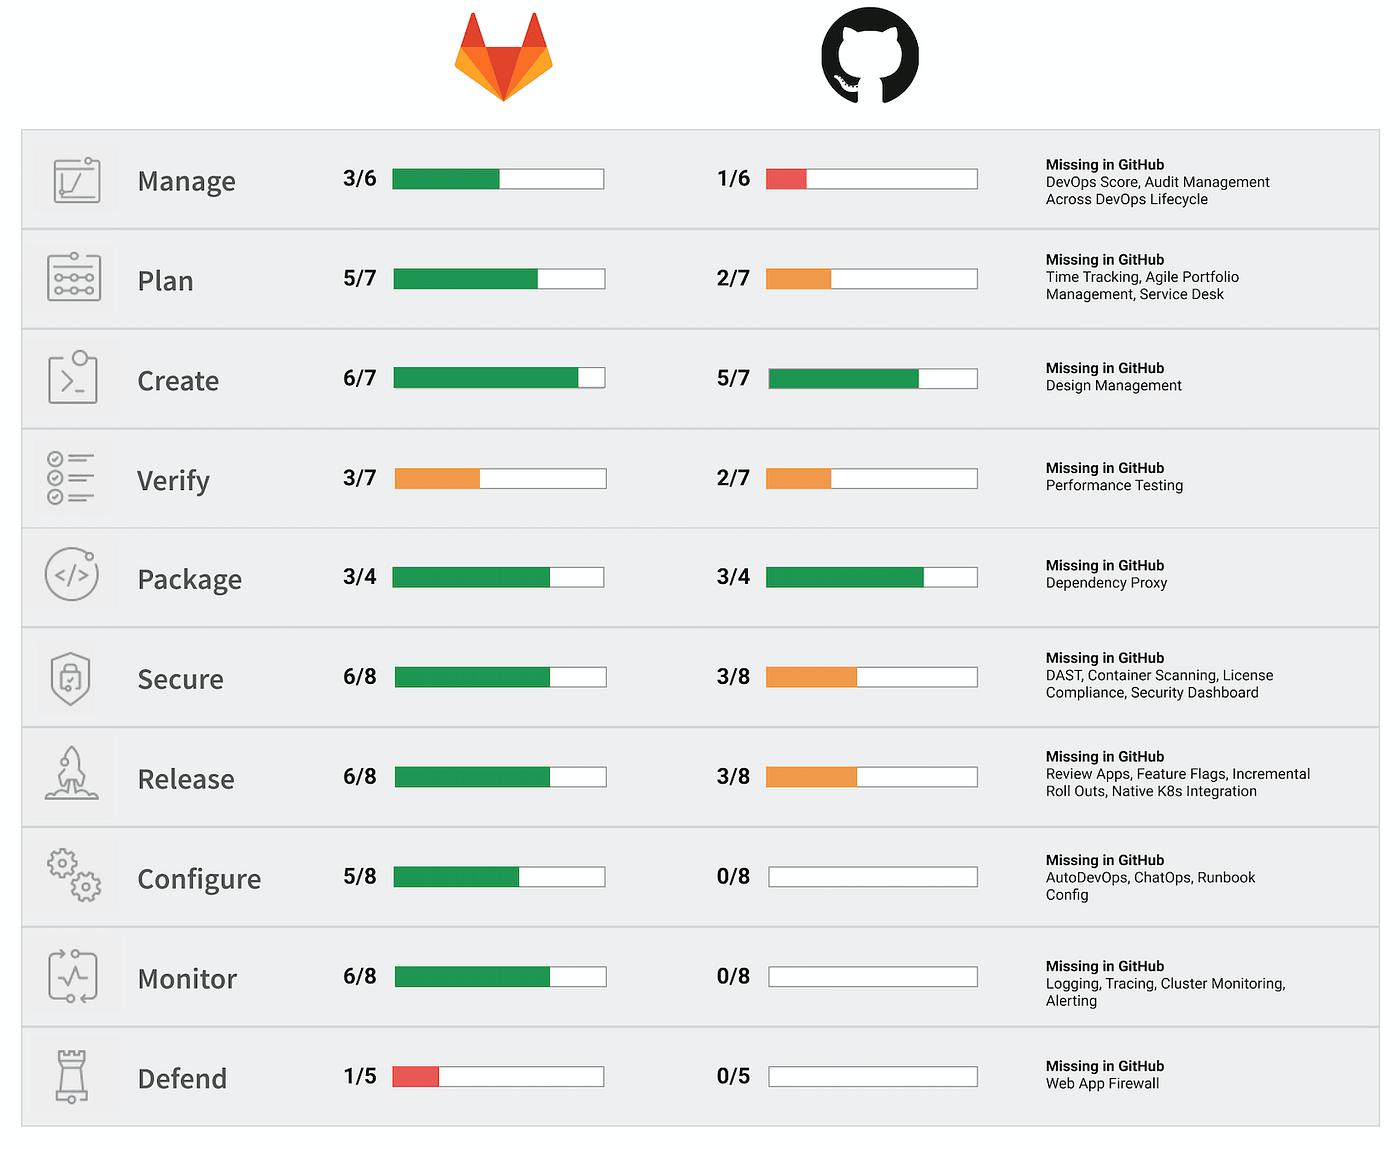 Manage 3/6 1/6 Missing in GitHub
DevOps Score, Audit Management
Across DevOps Lifecycle
Plan 5/7 2/7 Missing in GitHub
Time Tracking, Agile Portfolio
Management, Service Desk
Create 6/7 5/7 Missing in GitHub
Design Management
Verify 3/7 2/7 Missing in GitHub
Performance Testing
Package 3/4 3/4 Missing in GitHub
Dependency Proxy
Secure 6/8 3/8 Missing in GitHub
DAST, Container Scanning, License
Compliance, Security Dashboard
Release 6/8 3/8 Missing in GitHub
Review Apps, Feature Flags, Incremental
Roll Outs, Native K8s Integration
Configure 5/8 0/8 Missing in GitHub
AutoDevOps, ChatOps, Runbook
Config
Monitor 6/8 0/8 Missing in GitHub
Logging, Tracing, Cluster Monitoring,
Alerting
Defend 1/5 0/5 Missing in GitHub
Web App Firewall